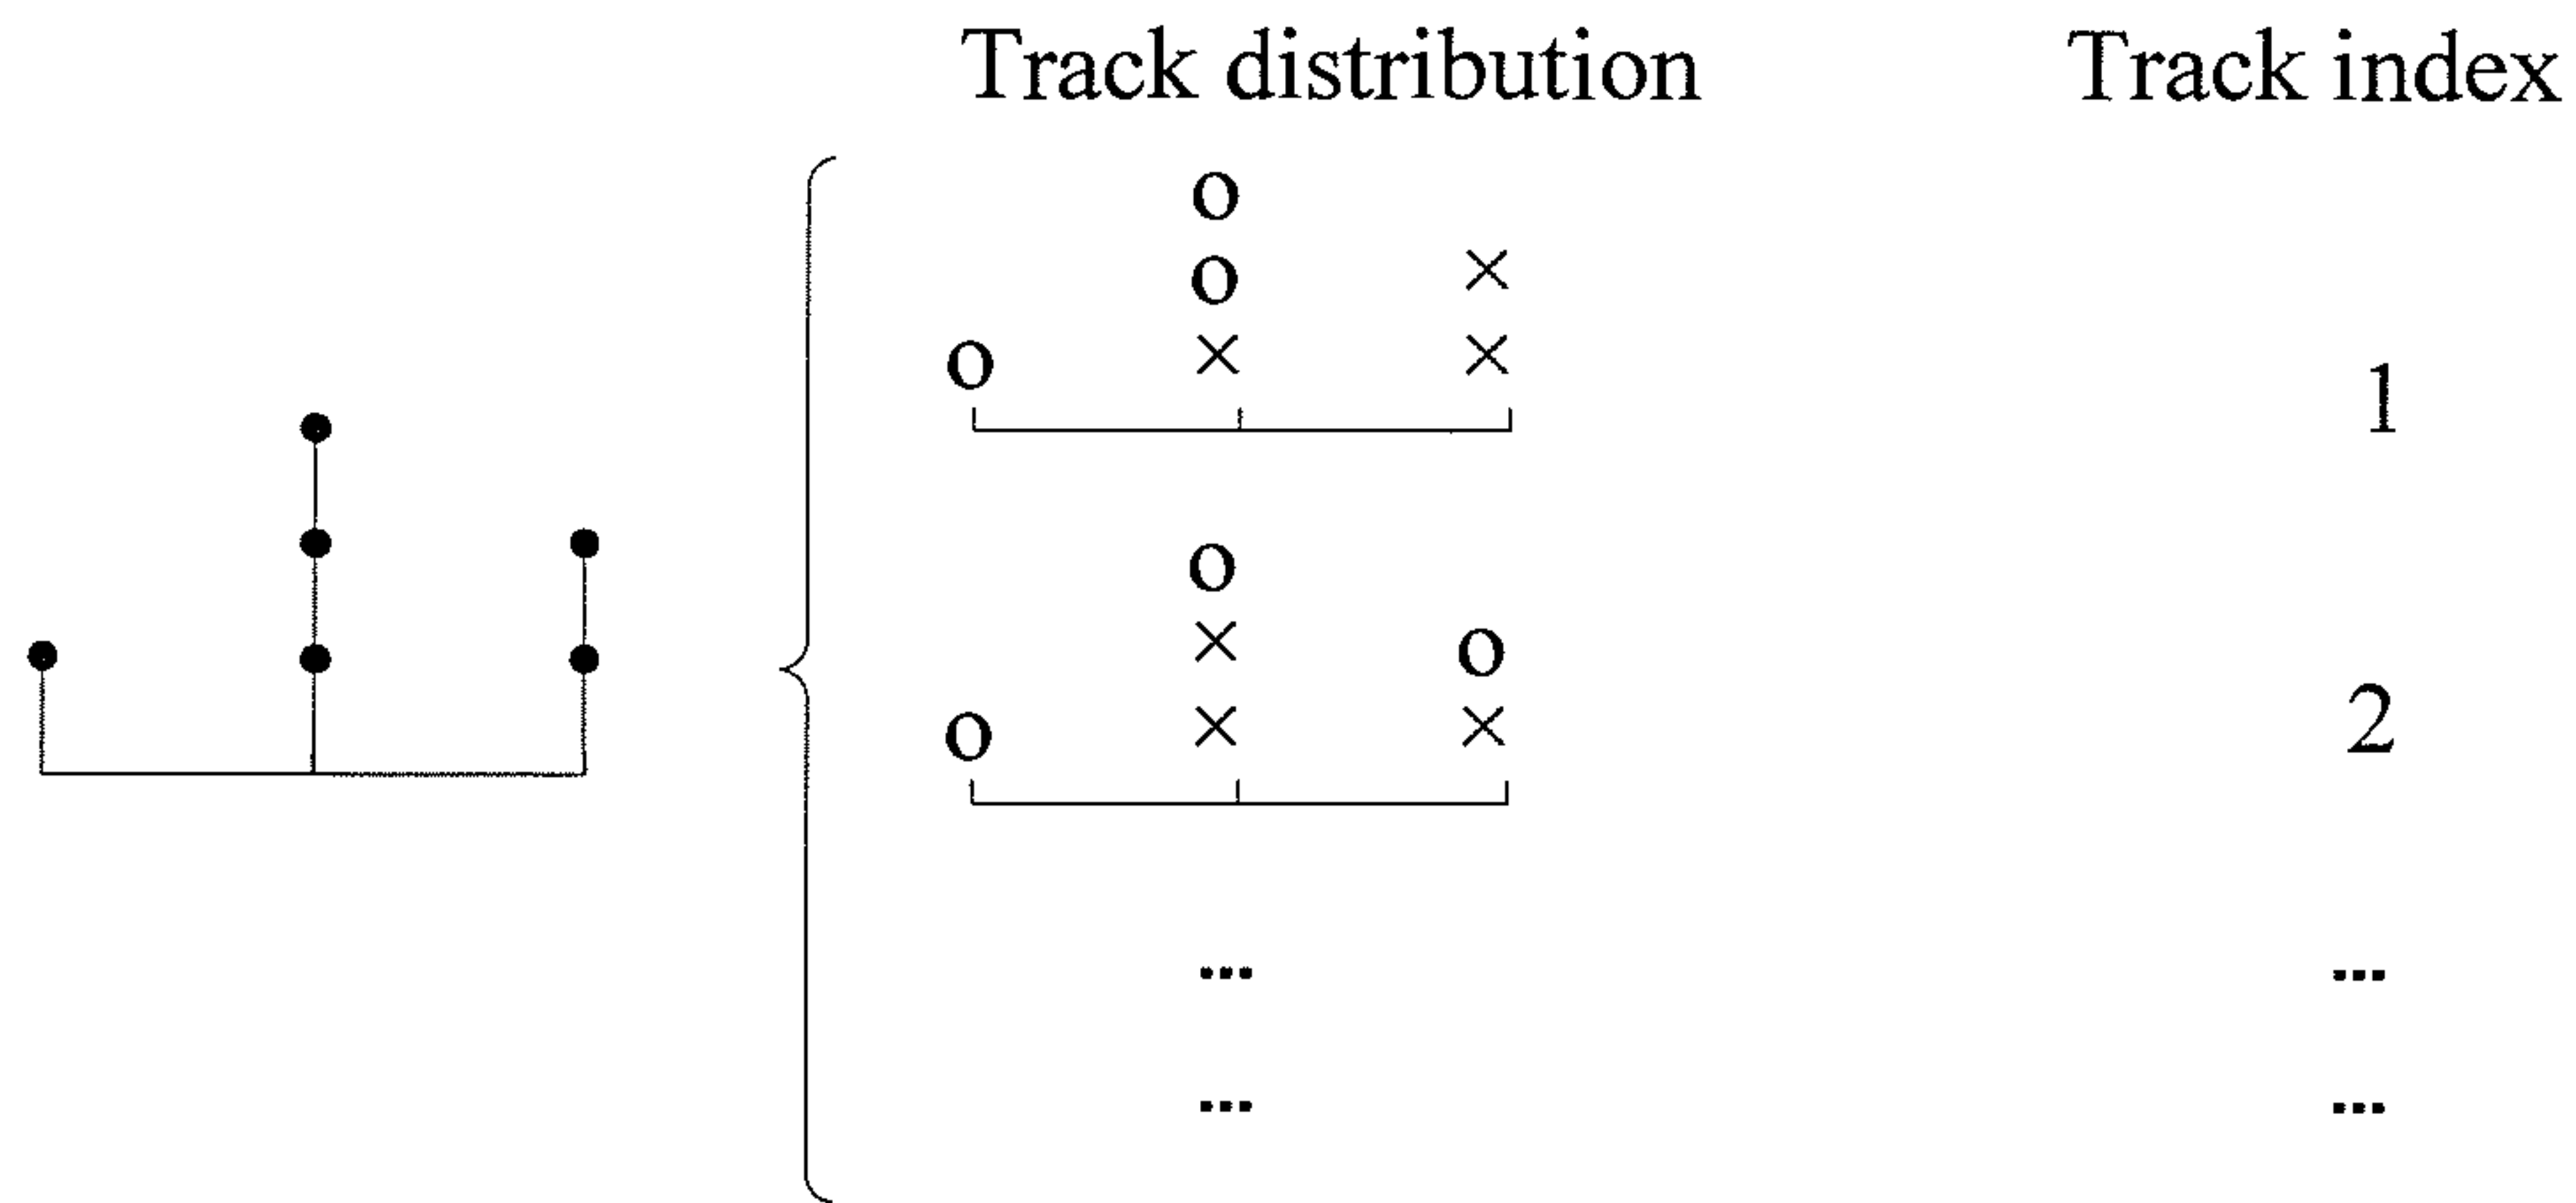 Track distribution Track index
o
o ×
o × × 1
o
× o
o × × 2
... ...
... ...